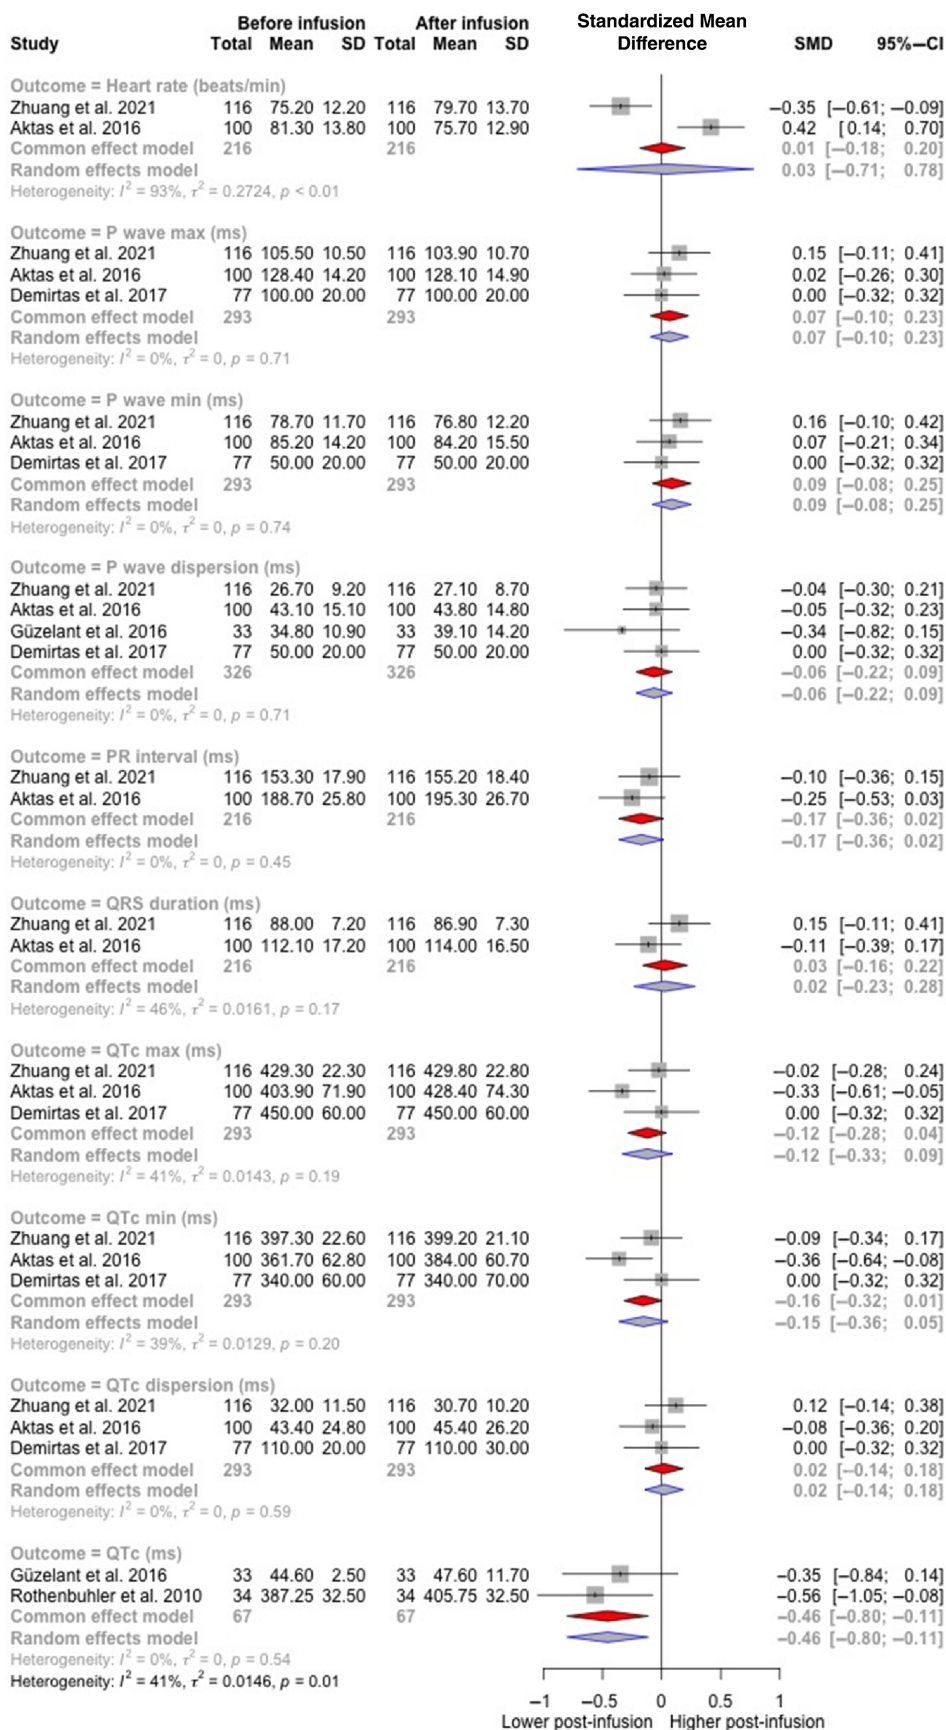 Before infusion After infusion Standardized Mean
Study Total Mean SD Total Mean SD Difference SMD 95%−CI
Outcome = Heart rate (beats/min)
Zhuang et al. 2021 116 75.20 12.20 116 79.70 13.70 −0.35 [−0.61; −0.09]
Aktas et al. 2016 100 81.30 13.80 100 75.70 12.90 0.42 [0.14; 0.70]
Common effect model 216 216 0.01 [−0.18; 0.20]
Random effects model 0.03 [−0.71; 0.78]
Heterogeneity: I² = 93%, τ² = 0.2724, p < 0.01
Outcome = P wave max (ms)
Zhuang et al. 2021 116 105.50 10.50 116 103.90 10.70 0.15 [−0.11; 0.41]
Aktas et al. 2016 100 128.40 14.20 100 128.10 14.90 0.02 [−0.26; 0.30]
Demirtas et al. 2017 77 100.00 20.00 77 100.00 20.00 0.00 [−0.32; 0.32]
Common effect model 293 293 0.07 [−0.10; 0.23]
Random effects model 0.07 [−0.10; 0.23]
Heterogeneity: I² = 0%, τ² = 0, p = 0.71
Outcome = P wave min (ms)
Zhuang et al. 2021 116 78.70 11.70 116 76.80 12.20 0.16 [−0.10; 0.42]
Aktas et al. 2016 100 85.20 14.20 100 84.20 15.50 0.07 [−0.21; 0.34]
Demirtas et al. 2017 77 50.00 20.00 77 50.00 20.00 0.00 [−0.32; 0.32]
Common effect model 293 293 0.09 [−0.08; 0.25]
Random effects model 0.09 [−0.08; 0.25]
Heterogeneity: I² = 0%, τ² = 0, p = 0.74
Outcome = P wave dispersion (ms)
Zhuang et al. 2021 116 26.70 9.20 116 27.10 8.70 −0.04 [−0.30; 0.21]
Aktas et al. 2016 100 43.10 15.10 100 43.80 14.80 −0.05 [−0.32; 0.23]
Güzelant et al. 2016 33 34.80 10.90 33 39.10 14.20 −0.34 [−0.82; 0.15]
Demirtas et al. 2017 77 50.00 20.00 77 50.00 20.00 0.00 [−0.32; 0.32]
Common effect model 326 326 −0.06 [−0.22; 0.09]
Random effects model −0.06 [−0.22; 0.09]
Heterogeneity: I² = 0%, τ² = 0, p = 0.71
Outcome = PR interval (ms)
Zhuang et al. 2021 116 153.30 17.90 116 155.20 18.40 −0.10 [−0.36; 0.15]
Aktas et al. 2016 100 188.70 25.80 100 195.30 26.70 −0.25 [−0.53; 0.03]
Common effect model 216 216 −0.17 [−0.36; 0.02]
Random effects model −0.17 [−0.36; 0.02]
Heterogeneity: I² = 0%, τ² = 0, p = 0.45
Outcome = QRS duration (ms)
Zhuang et al. 2021 116 88.00 7.20 116 86.90 7.30 0.15 [−0.11; 0.41]
Aktas et al. 2016 100 112.10 17.20 100 114.00 16.50 −0.11 [−0.39; 0.17]
Common effect model 216 216 0.03 [−0.16; 0.22]
Random effects model 0.02 [−0.23; 0.28]
Heterogeneity: I² = 46%, τ² = 0.0161, p = 0.17
Outcome = QTc max (ms)
Zhuang et al. 2021 116 429.30 22.30 116 429.80 22.80 −0.02 [−0.28; 0.24]
Aktas et al. 2016 100 403.90 71.90 100 428.40 74.30 −0.33 [−0.61; −0.05]
Demirtas et al. 2017 77 450.00 60.00 77 450.00 60.00 0.00 [−0.32; 0.32]
Common effect model 293 293 −0.12 [−0.28; 0.04]
Random effects model −0.12 [−0.33; 0.09]
Heterogeneity: I² = 41%, τ² = 0.0143, p = 0.19
Outcome = QTc min (ms)
Zhuang et al. 2021 116 397.30 22.60 116 399.20 21.10 −0.09 [−0.34; 0.17]
Aktas et al. 2016 100 361.70 62.80 100 384.00 60.70 −0.36 [−0.64; −0.08]
Demirtas et al. 2017 77 340.00 60.00 77 340.00 70.00 0.00 [−0.32; 0.32]
Common effect model 293 293 −0.16 [−0.32; 0.01]
Random effects model −0.15 [−0.36; 0.05]
Heterogeneity: I² = 39%, τ² = 0.0129, p = 0.20
Outcome = QTc dispersion (ms)
Zhuang et al. 2021 116 32.00 11.50 116 30.70 10.20 0.12 [−0.14; 0.38]
Aktas et al. 2016 100 43.40 24.80 100 45.40 26.20 −0.08 [−0.36; 0.20]
Demirtas et al. 2017 77 110.00 20.00 77 110.00 30.00 0.00 [−0.32; 0.32]
Common effect model 293 293 0.02 [−0.14; 0.18]
Random effects model 0.02 [−0.14; 0.18]
Heterogeneity: I² = 0%, τ² = 0, p = 0.59
Outcome = QTc (ms)
Güzelant et al. 2016 33 44.60 2.50 33 47.60 11.70 −0.35 [−0.84; 0.14]
Rothenbuhler et al. 2010 34 387.25 32.50 34 405.75 32.50 −0.56 [−1.05; −0.08]
Common effect model 67 67 −0.46 [−0.80; −0.11]
Random effects model −0.46 [−0.80; −0.11]
Heterogeneity: I² = 0%, τ² = 0, p = 0.54
Heterogeneity: I² = 41%, τ² = 0.0146, p = 0.01
−1 −0.5 0 0.5 1
Lower post-infusion Higher post-infusion